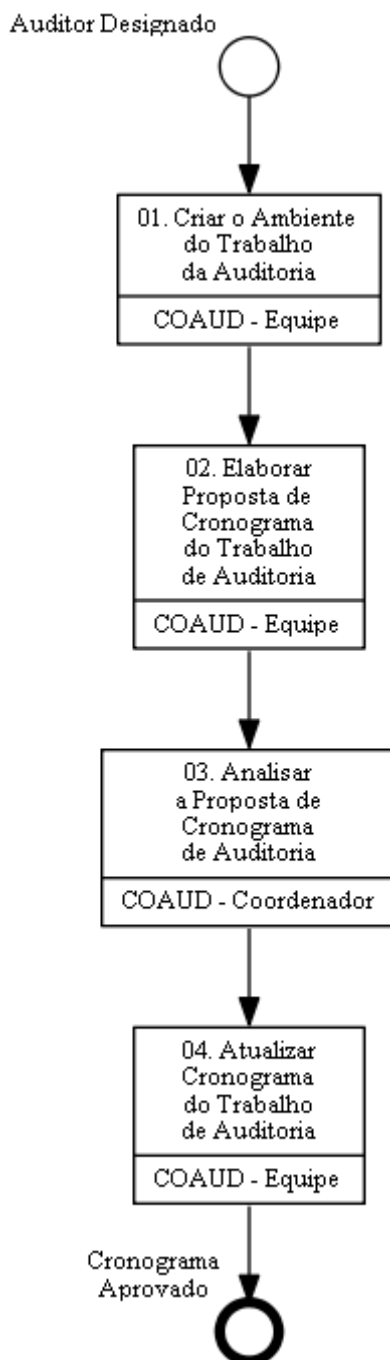 Auditor Designado
01. Criar o Ambiente
do Trabalho
da Auditoria
COAUD - Equipe
02. Elaborar
Proposta de
Cronograma
do Trabalho
de Auditoria
COAUD - Equipe
03. Analisar
a Proposta de
Cronograma
de Auditoria
COAUD - Coordenador
04. Atualizar
Cronograma
do Trabalho
de Auditoria
COAUD - Equipe
Cronograma
Aprovado